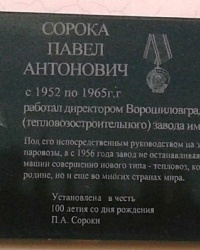 СОРОКА
ПАВЕЛ
АНТОНОВИЧ
с 1952 по 1965г.г
работал директором Ворошиловград
(тепловозостроительного) завода им
Под его непосредственным руководством на з
паровозы, а с 1956 года завод не останавливая
машин совершенно нового типа - тепловоз, ко
родине, но и еще во многих странах мира.
Установлена в честь
100 летия со дня рождения
П.А. Сороки